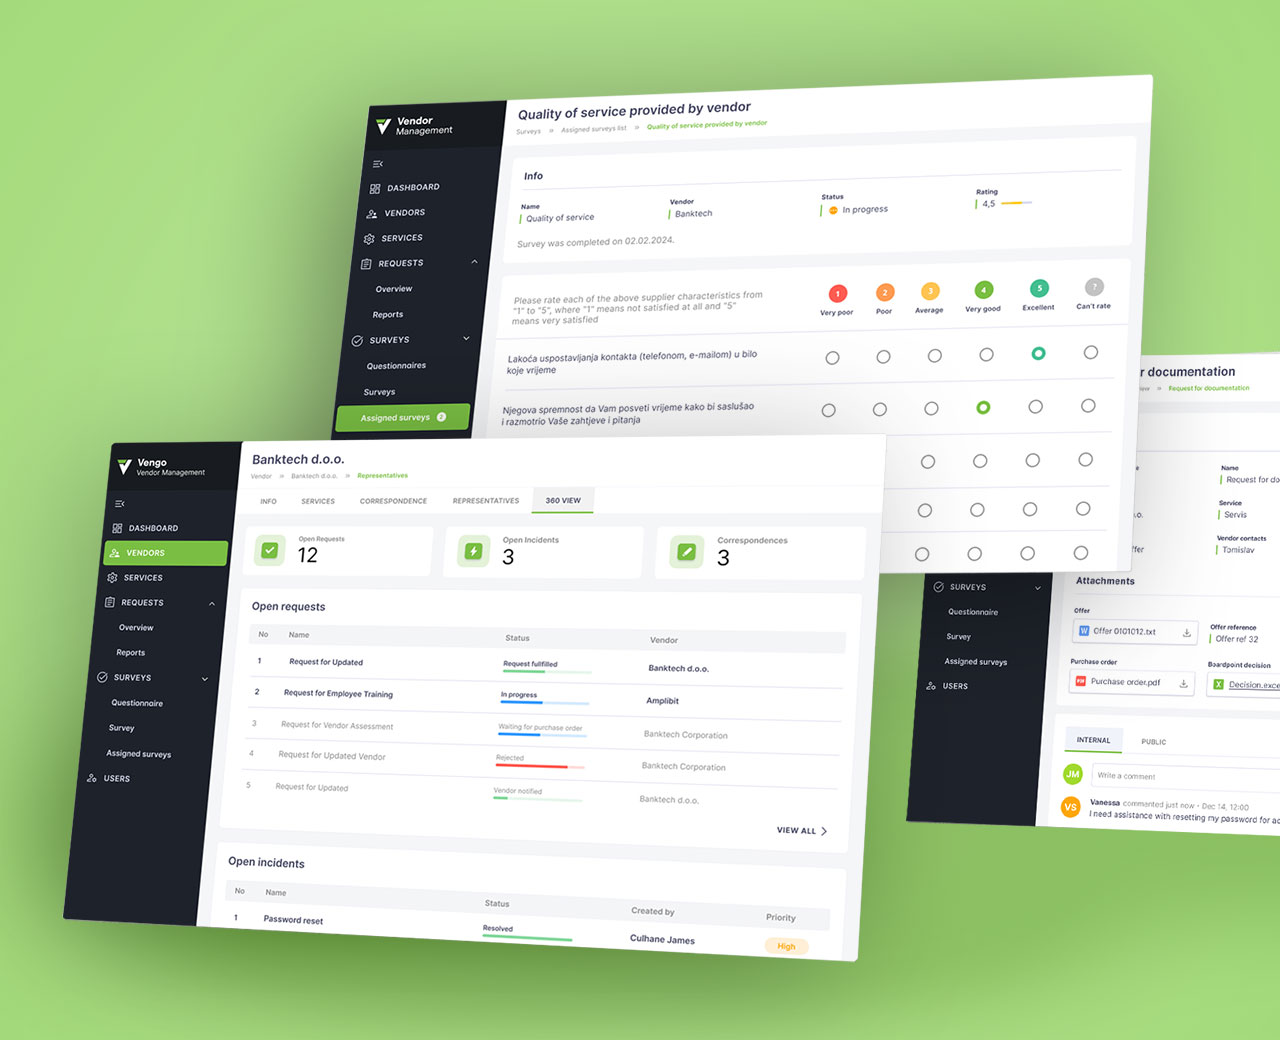 Vendor
Management
DASHBOARD
VENDORS
SERVICES
REQUESTS
Overview
Reports
SURVEYS
Questionnaires
Surveys
Assigned surveys 2
Quality of service provided by vendor
Surveys » Assigned surveys list » Quality of service provided by vendor
Info
Name
Quality of service
Vendor
Banktech
Status
In progress
Rating
4,5
Survey was completed on 02.02.2024.
Please rate each of the above supplier characteristics from
"1" to "5", where "1" means not satisfied at all and "5"
means very satisfied
1 2 3 4 5 ?
Very poor Poor Average Very good Excellent Can't rate
Lakoća uspostavljanja kontakta (telefonom, e-mailom) u bilo
koje vrijeme
Njegova spremnost da Vam posveti vrijeme kako bi saslušao
i razmotrio Vaše zahtjeve i pitanja
Vengo
Vendor Management
DASHBOARD
VENDORS
SERVICES
REQUESTS
Overview
Reports
SURVEYS
Questionnaire
Survey
Assigned surveys
USERS
Banktech d.o.o.
Vendor » Banktech d.o.o. » Representatives
INFO SERVICES CORRESPONDENCE REPRESENTATIVES 360 VIEW
Open Requests
12
Open Incidents
3
Correspondences
3
Open requests
No Name Status Vendor
1 Request for Updated Request fullfilled Banktech d.o.o.
2 Request for Employee Training In progress Amplibit
3 Request for Vendor Assessment Waiting for purchase order Banktech Corporation
4 Request for Updated Vendor Rejected Banktech Corporation
5 Request for Updated Vendor notified Banktech d.o.o.
VIEW ALL
Open incidents
No Name Status Created by Priority
1 Password reset Resolved Culhane James High
r documentation
» Request for documentation
Name
Request for do
Service
Servis
Vendor contacts
Tomislav
.o.
ffer
SURVEYS
Questionnaire
Survey
Assigned surveys
USERS
Attachments
Offer
W Offer 0101012.txt
Offer reference
Offer ref 32
Purchase order
Purchase order.pdf
Boardpoint decision
X Decision.exce
INTERNAL PUBLIC
JM Write a comment
VS Vanessa commented just now • Dec 14, 12:00
I need assistance with resetting my password for ac